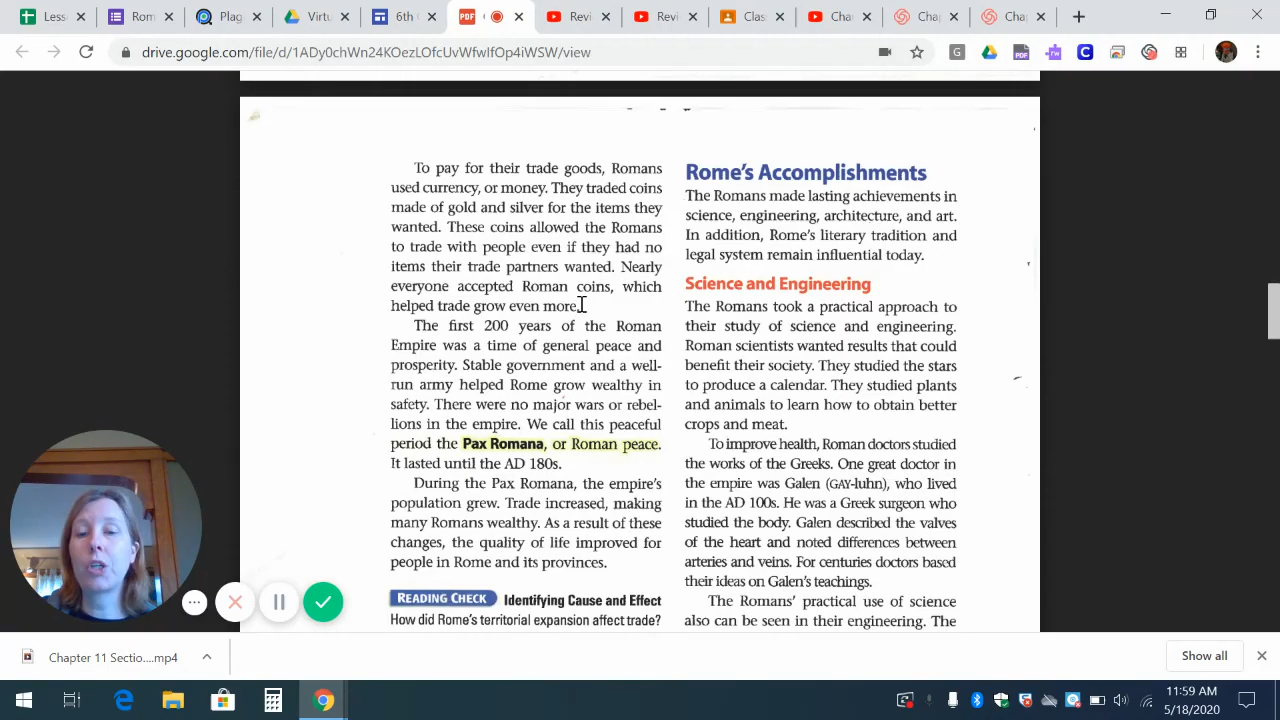 Less
Rom
Plag
Virtu
6th
PDF
Revi
Revi
Clas
Chap
Chap
drive.google.com/file/d/1ADv0chWn24KOezLOfcUvWfwIfOp4iWSW/view
G
PDF
rw
C
To pay for their trade goods, Romans
used currency, or money. They traded coins
made of gold and silver for the items they
wanted. These coins allowed the Romans
to trade with people even if they had no
items their trade partners wanted. Nearly
everyone accepted Roman coins, which
helped trade grow even more.
The first 200 years of the Roman
Empire was a time of general peace and
prosperity. Stable government and a well-
run army helped Rome grow wealthy in
safety. There were no major wars or rebel-
lions in the empire. We call this peaceful
period the Pax Romana, or Roman peace.
It lasted until the AD 180s.
During the Pax Romana, the empire's
population grew. Trade increased, making
many Romans wealthy. As a result of these
changes, the quality of life improved for
people in Rome and its provinces.
READING CHECK Identifying Cause and Effect
How did Rome's territorial expansion affect trade?
Rome's Accomplishments
The Romans made lasting achievements in
science, engineering, architecture, and art.
In addition, Rome's literary tradition and
legal system remain influential today.
Science and Engineering
The Romans took a practical approach to
their study of science and engineering.
Roman scientists wanted results that could
benefit their society. They studied the stars
to produce a calendar. They studied plants
and animals to learn how to obtain better
crops and meat.
To improve health, Roman doctors studied
the works of the Greeks. One great doctor in
the empire was Galen (GAY-luhn), who lived
in the AD 100s. He was a Greek surgeon who
studied the body. Galen described the valves
of the heart and noted differences between
arteries and veins. For centuries doctors based
their ideas on Galen's teachings.
The Romans' practical use of science
also can be seen in their engineering. The
Chapter 11 Sectio....mp4
Show all
11:59 AM
5/18/2020